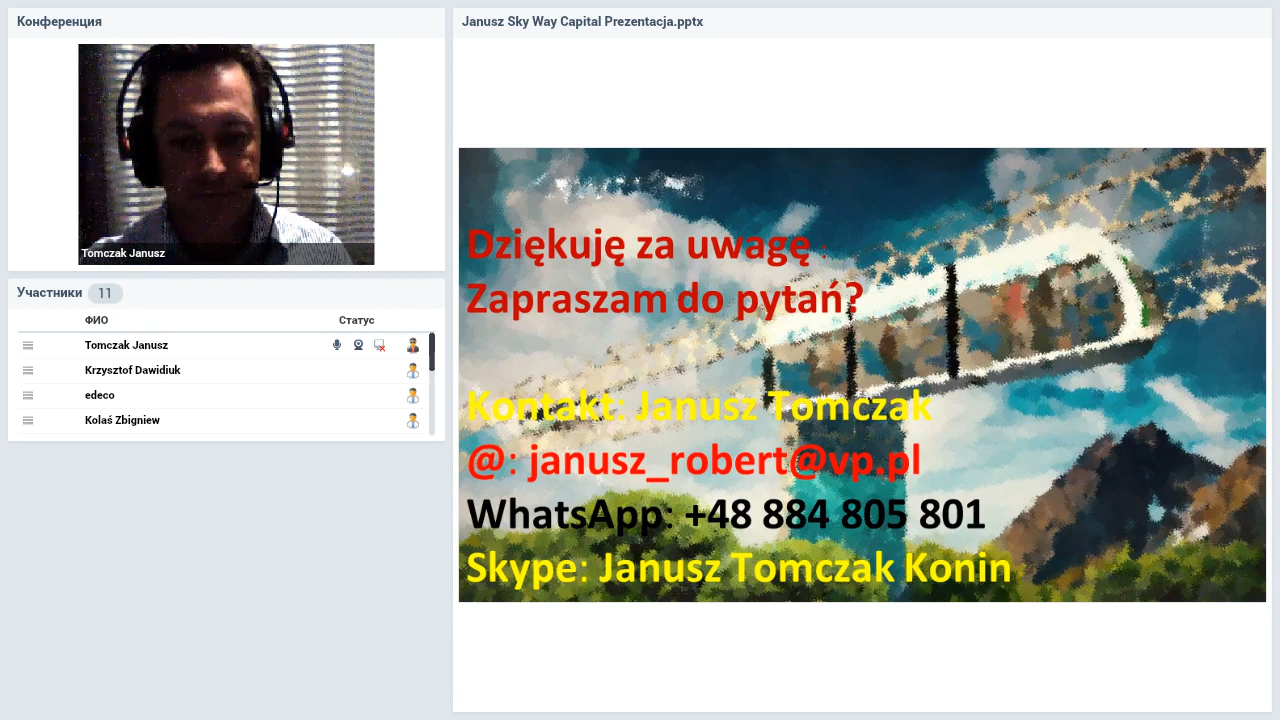 Конференция
Tomczak Janusz
Участники 11
ФИО Статус
Tomczak Janusz
Krzysztof Dawidiuk
edeco
Kolaś Zbigniew
Janusz Sky Way Capital Prezentacja.pptx
Dziękuję za uwagę :
Zapraszam do pytań?
Kontakt: Janusz Tomczak
@: janusz_robert@vp.pl
WhatsApp: +48 884 805 801
Skype: Janusz Tomczak Konin